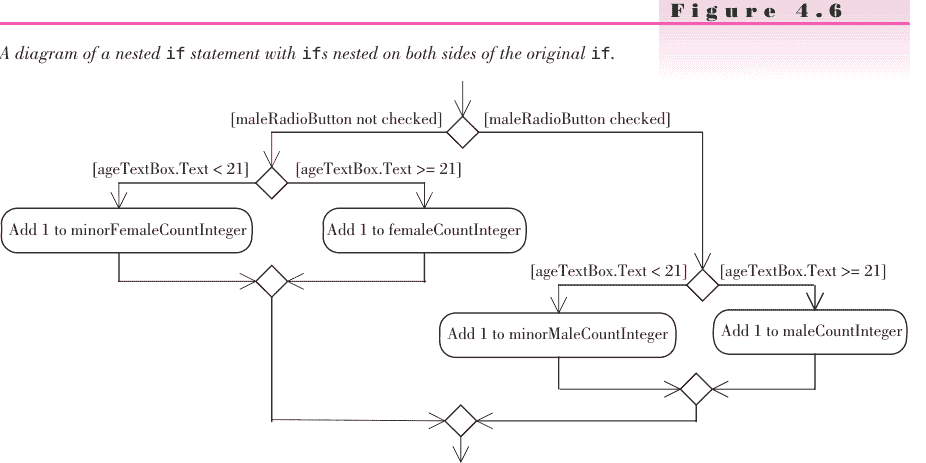 Figure 4.6
A diagram of a nested if statement with ifs nested on both sides of the original if.
[maleRadioButton not checked] [maleRadioButton checked]
[ageTextBox.Text < 21] [ageTextBox.Text >= 21]
Add 1 to minorFemaleCountInteger Add 1 to femaleCountInteger
[ageTextBox.Text < 21] [ageTextBox.Text >= 21]
Add 1 to minorMaleCountInteger Add 1 to maleCountInteger